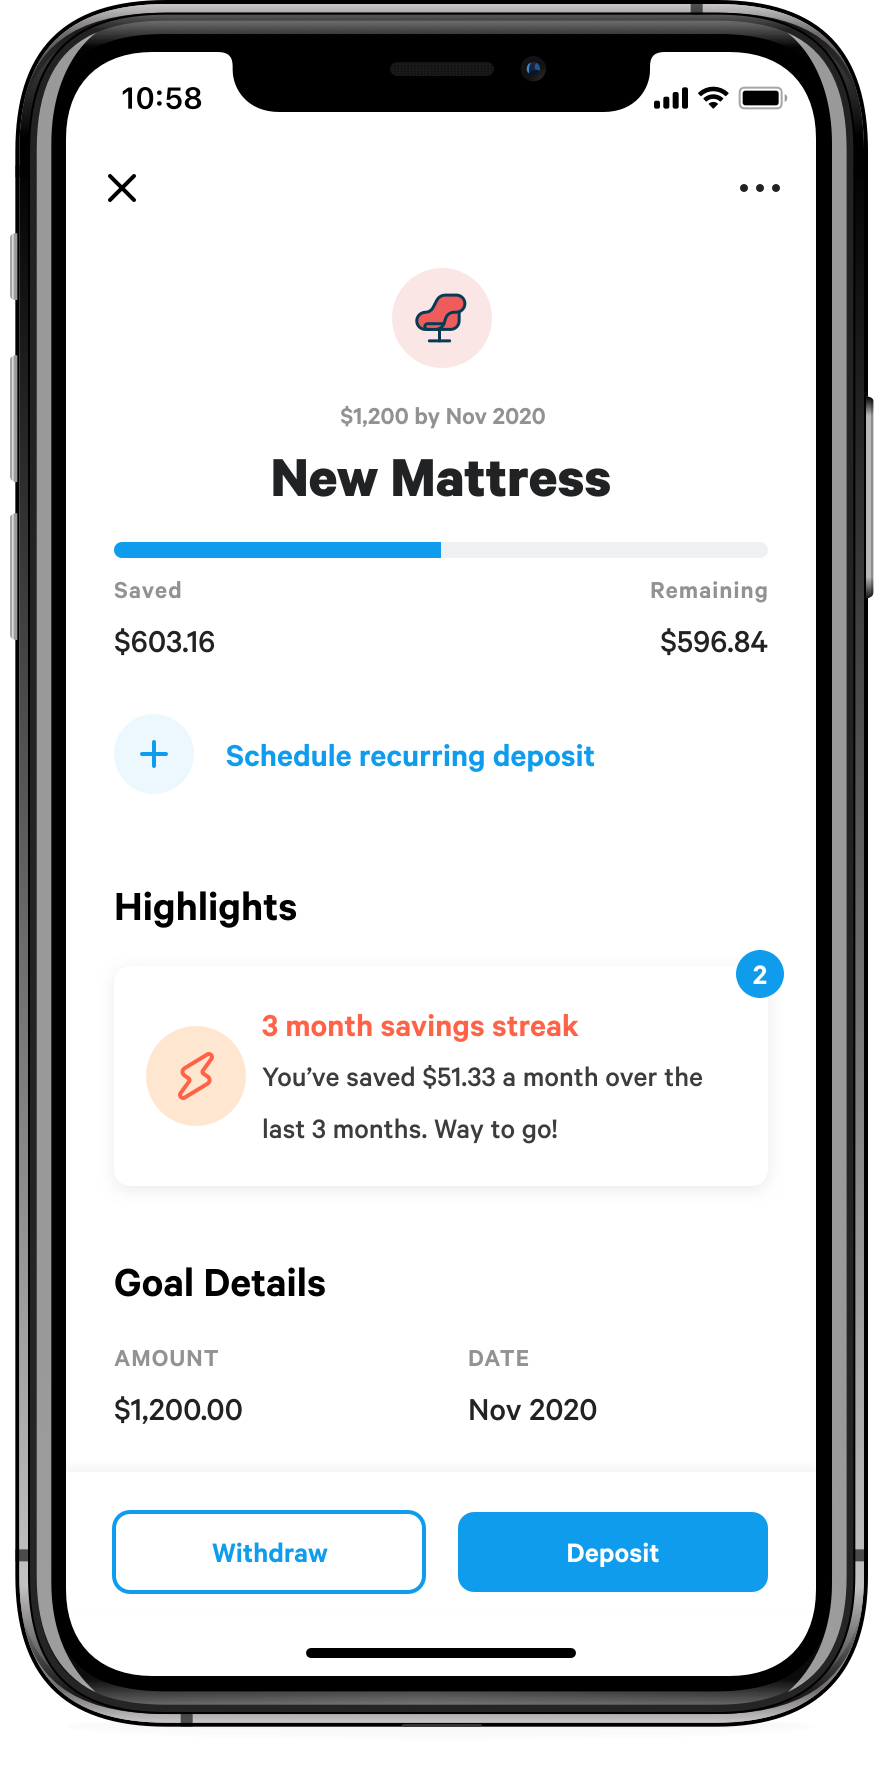 10:58
$1,200 by Nov 2020
New Mattress
Saved
Remaining
$603.16
$596.84
Schedule recurring deposit
Highlights
2
3 month savings streak
You’ve saved $51.33 a month over the
last 3 months. Way to go!
Goal Details
AMOUNT
DATE
$1,200.00
Nov 2020
Withdraw
Deposit